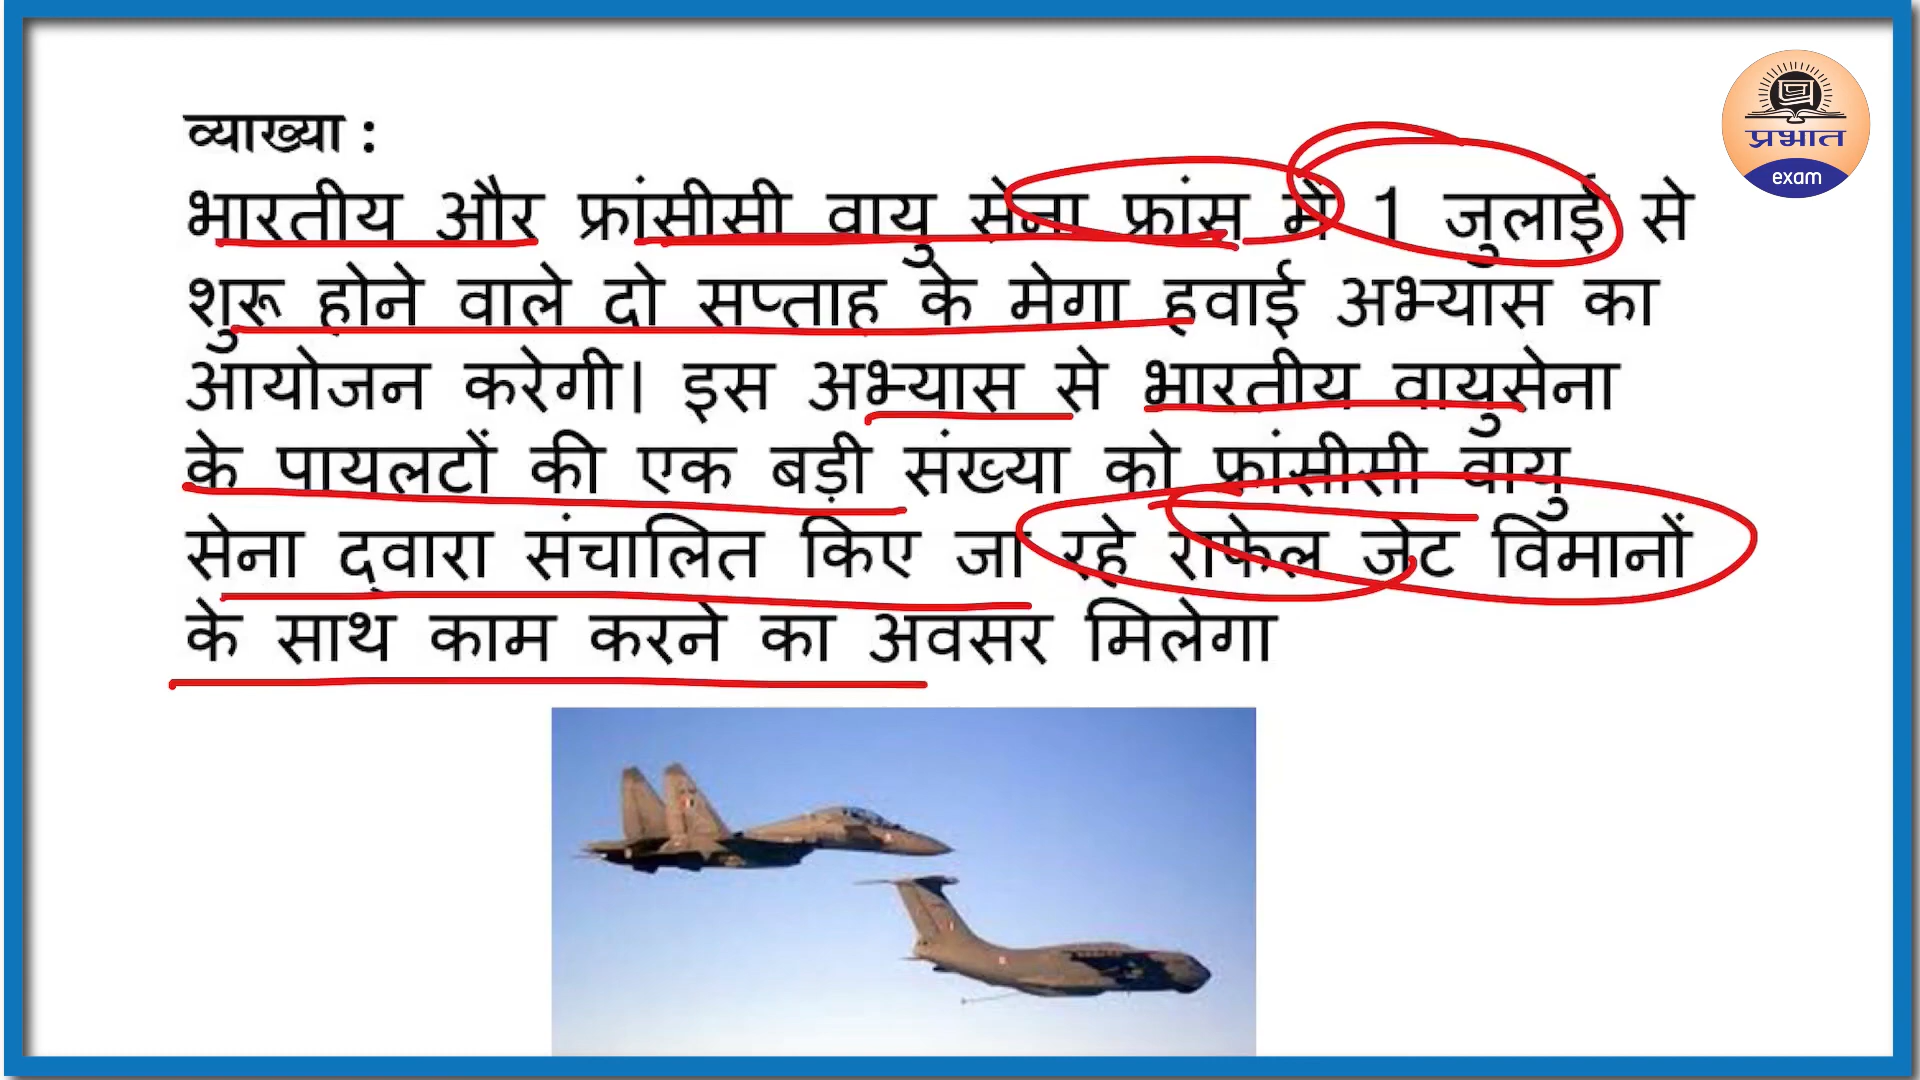 प्रभात
exam
व्याख्या :
भारतीय और फ्रांसीसी वायु सेना फ्रांस में 1 जुलाई से
शुरू होने वाले दो सप्ताह के मेगा हवाई अभ्यास का
आयोजन करेगी। इस अभ्यास से भारतीय वायुसेना
के पायलटों की एक बड़ी संख्या को फ्रांसीसी वायु
सेना द्वारा संचालित किए जा रहे राफेल जेट विमानों
के साथ काम करने का अवसर मिलेगा